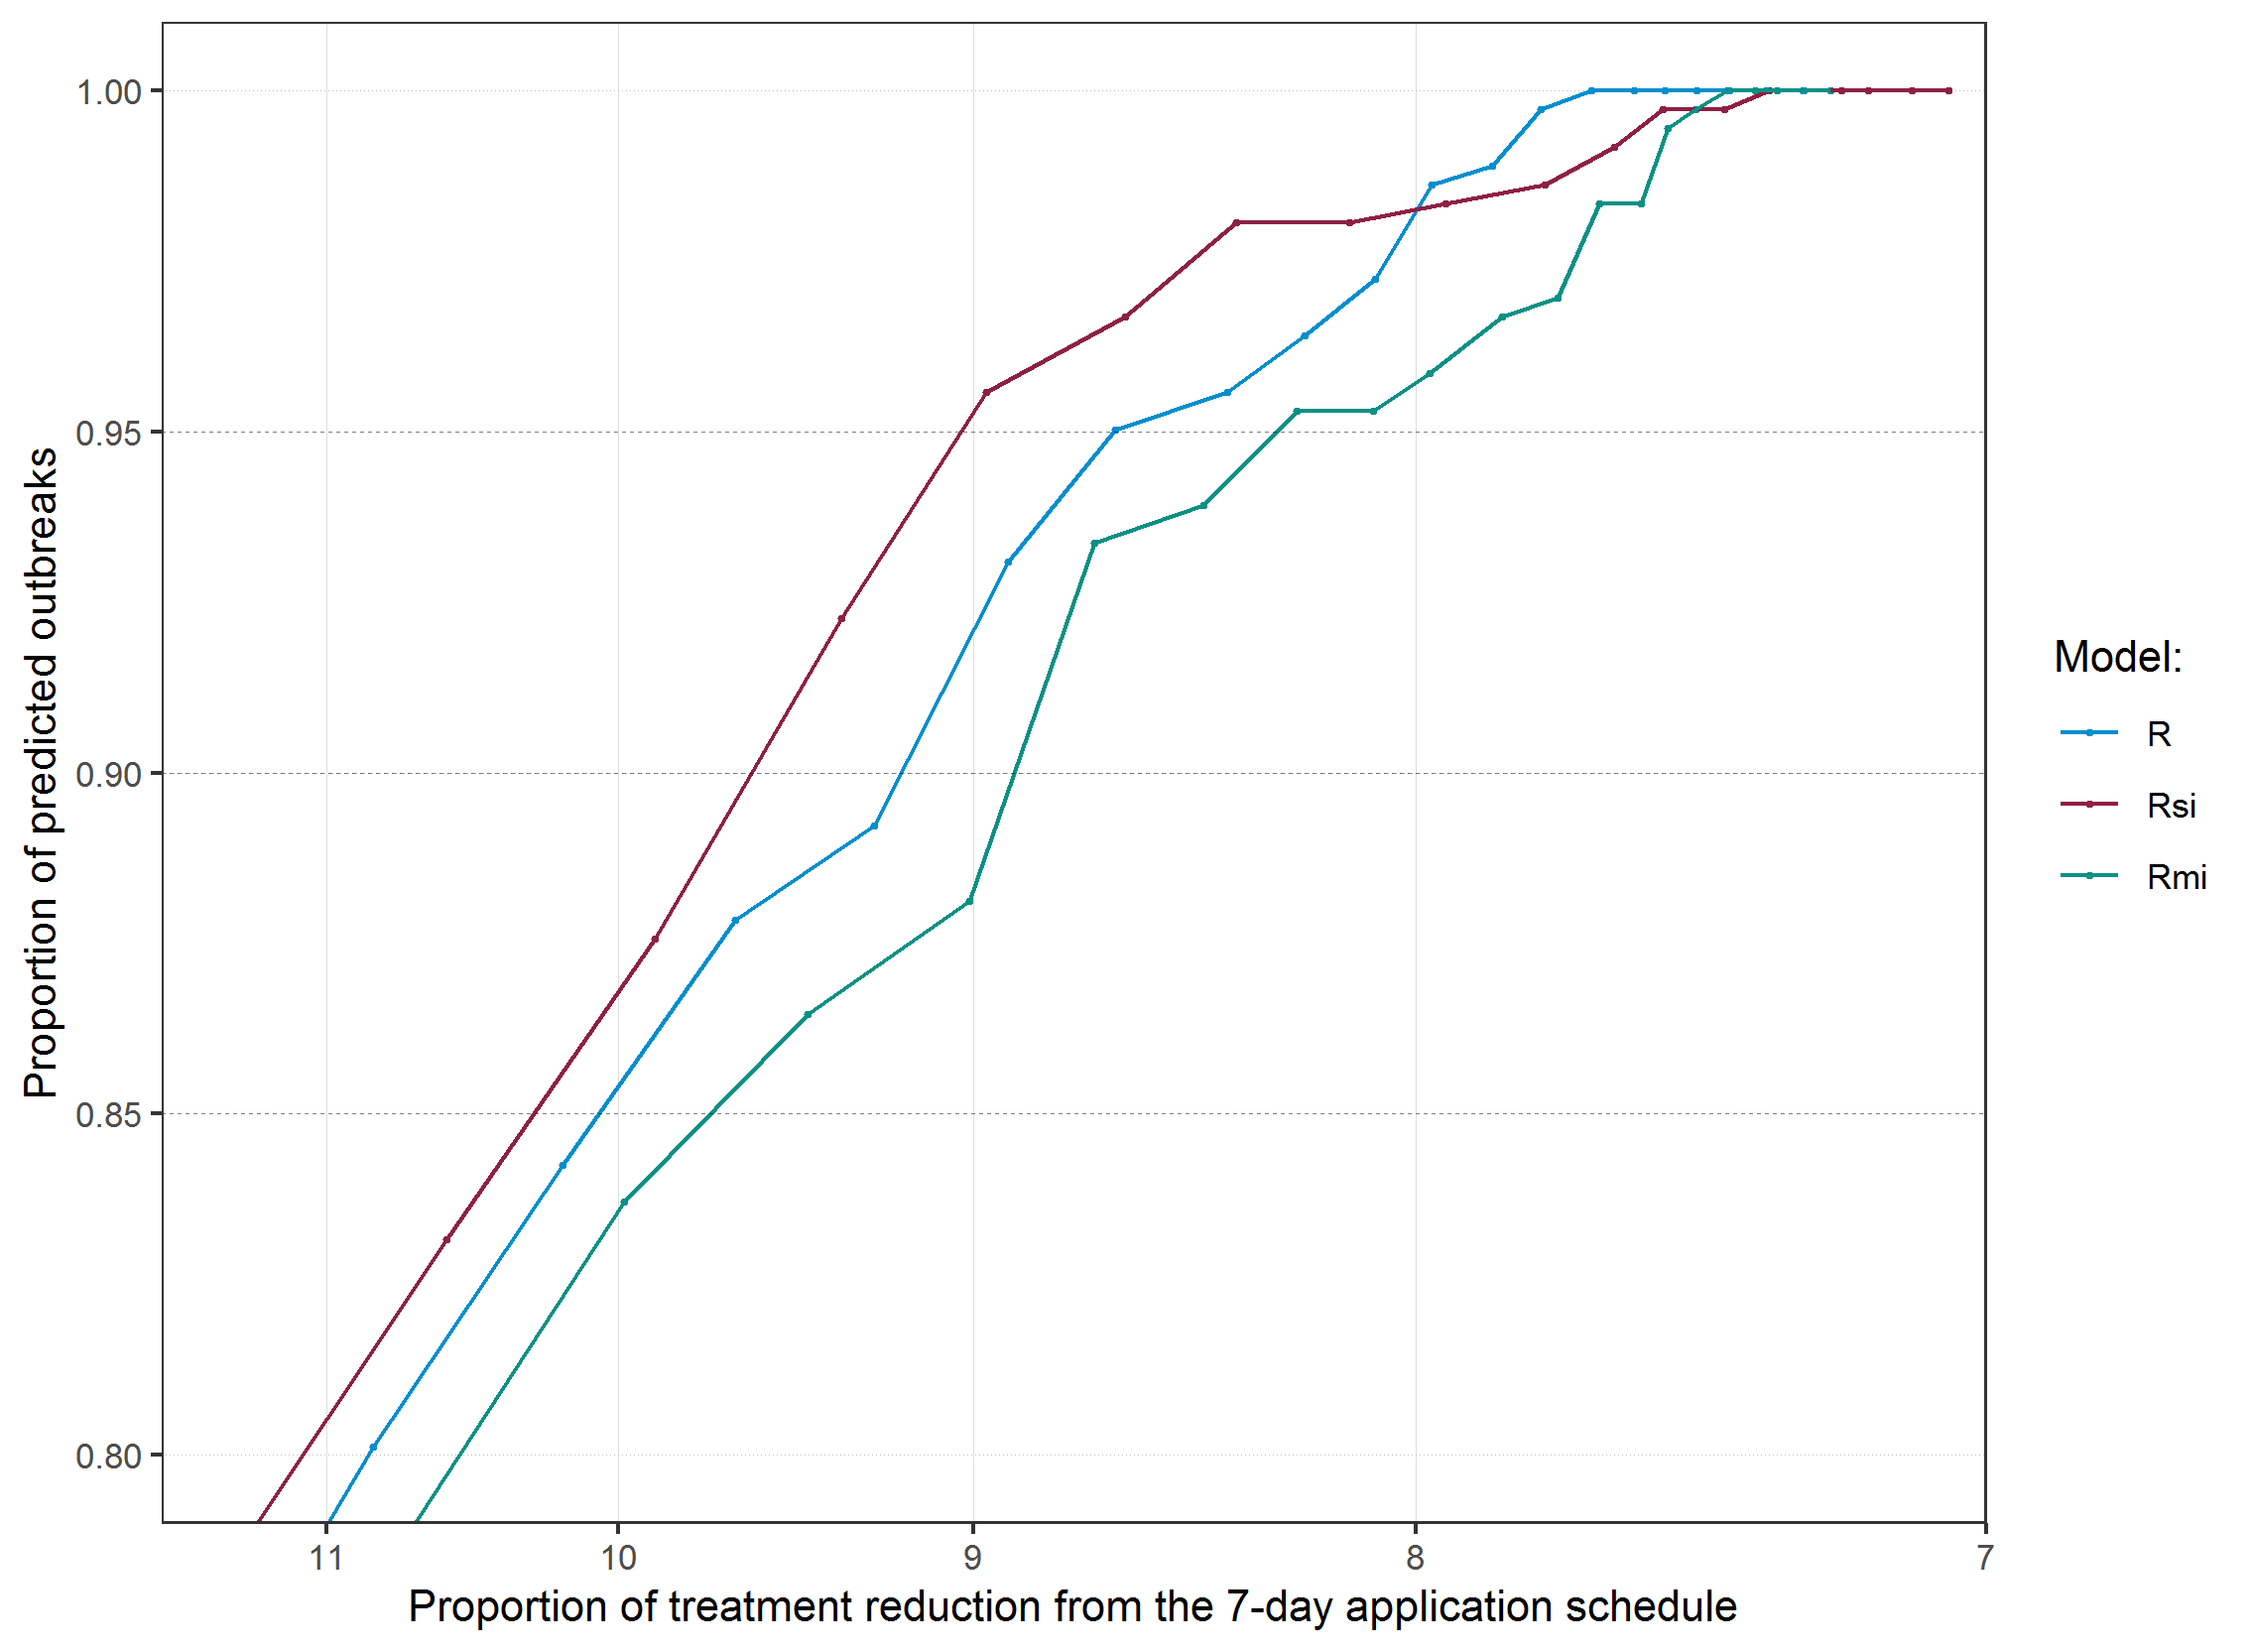 1.00
0.95
0.90
0.85
0.80
Proportion of predicted outbreaks
11
10
9
8
7
Proportion of treatment reduction from the 7-day application schedule
Model:
R
Rsi
Rmi